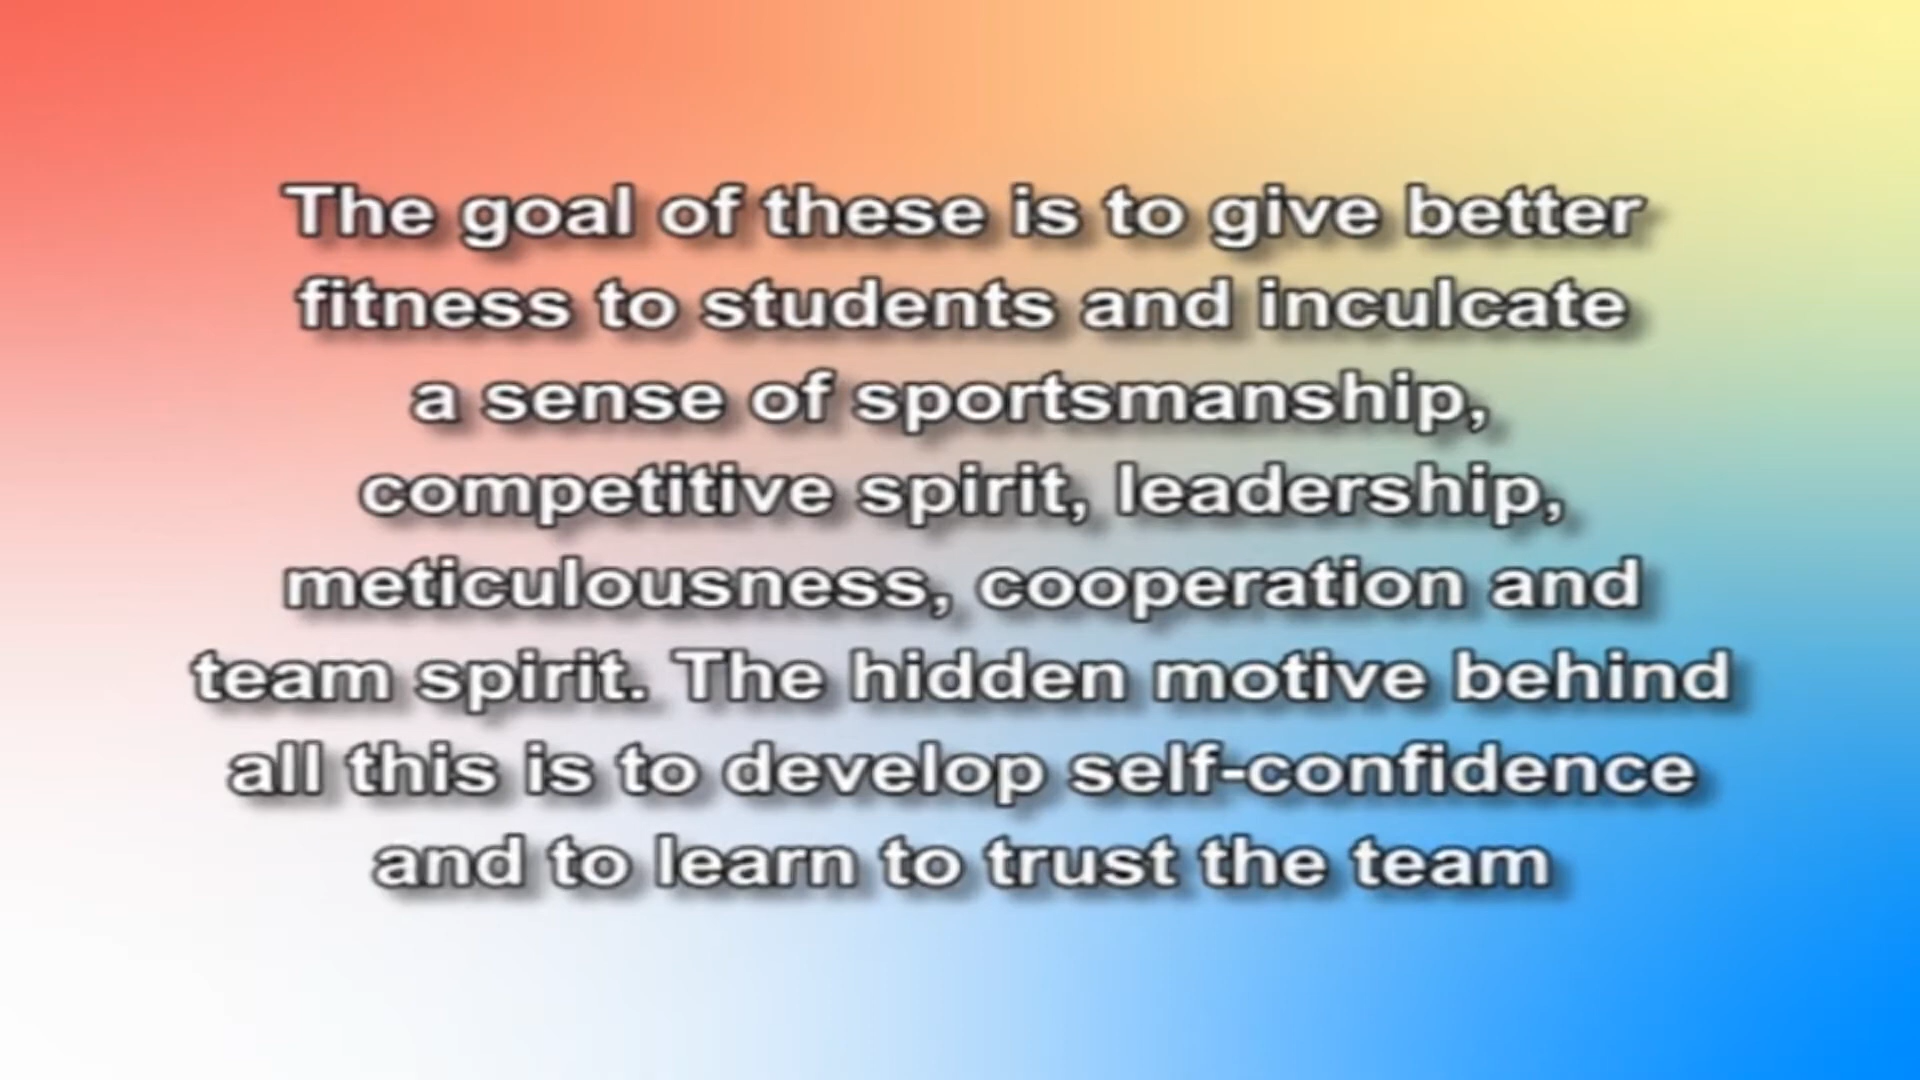 The goal of these is to give better
fitness to students and inculcate
a sense of sportsmanship,
competitive spirit, leadership,
meticulousness, cooperation and
team spirit. The hidden motive behind
all this is to develop self-confidence
and to learn to trust the team